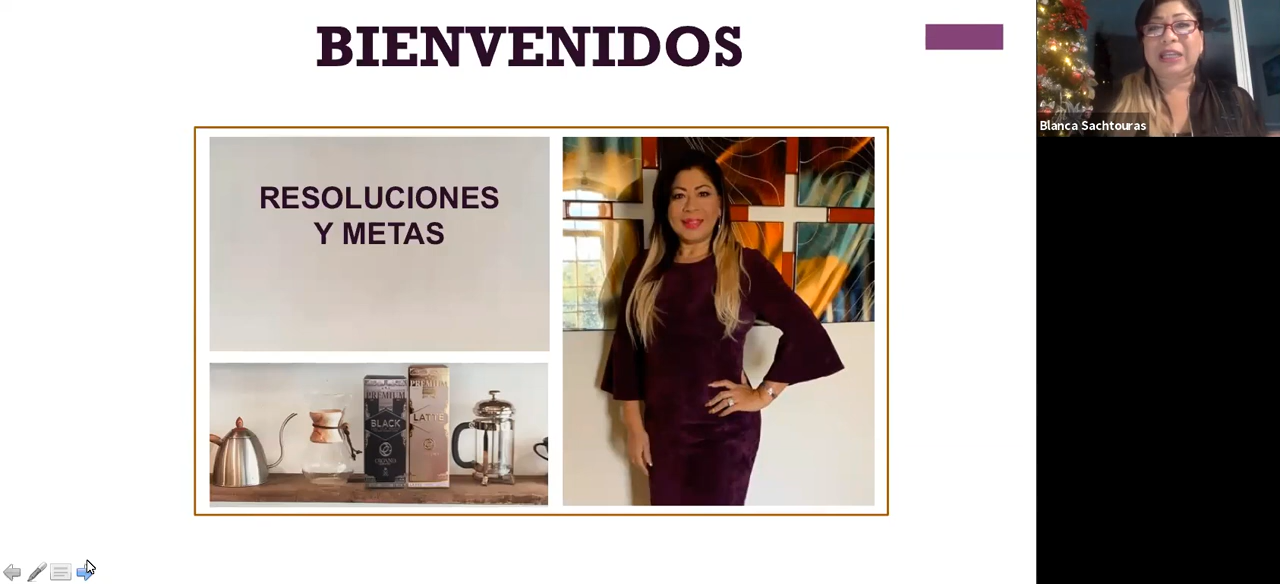 BIENVENIDOS
Blanca Sachtouras
RESOLUCIONES
Y METAS
PREMIUM
BLACK
PREMIUM
LATTE